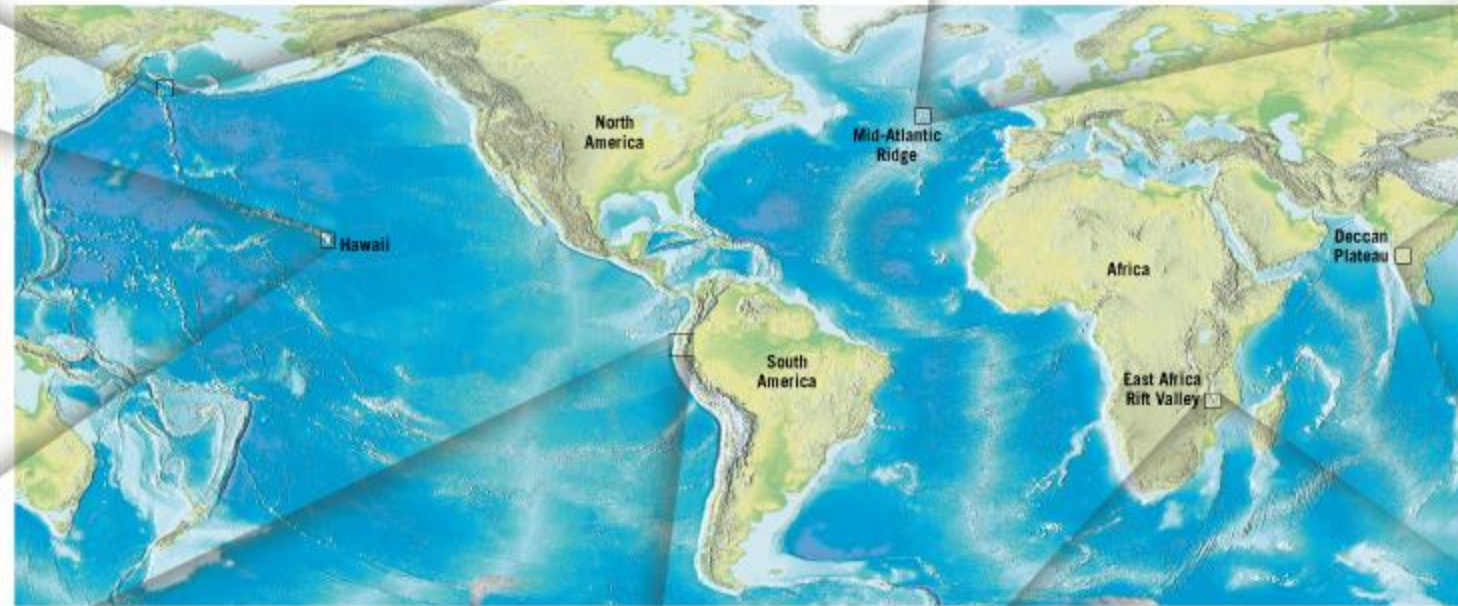 North
America
Mid-Atlantic
Ridge
Hawaii
Africa
Deccan
Plateau
South
America
East Africa
Rift Valley